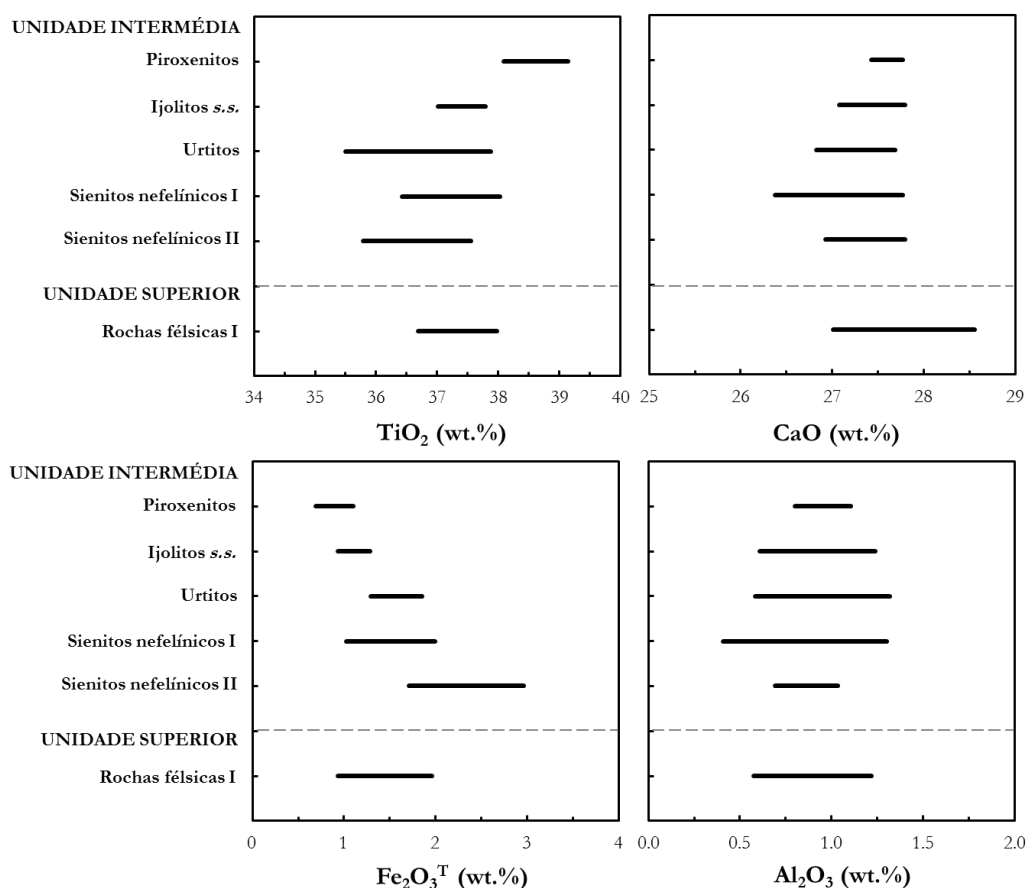 UNIDADE INTERMÉDIA
Piroxenitos
Ijolitos s.s.
Urtitos
Sienitos nefelínicos I
Sienitos nefelínicos II
UNIDADE SUPERIOR
Rochas félsicas I
34 35 36 37 38 39 40
TiO₂ (wt.%)
25 26 27 28 29
CaO (wt.%)
UNIDADE INTERMÉDIA
Piroxenitos
Ijolitos s.s.
Urtitos
Sienitos nefelínicos I
Sienitos nefelínicos II
UNIDADE SUPERIOR
Rochas félsicas I
0 1 2 3 4
Fe₂O₃ᵀ (wt.%)
0.0 0.5 1.0 1.5 2.0
Al₂O₃ (wt.%)